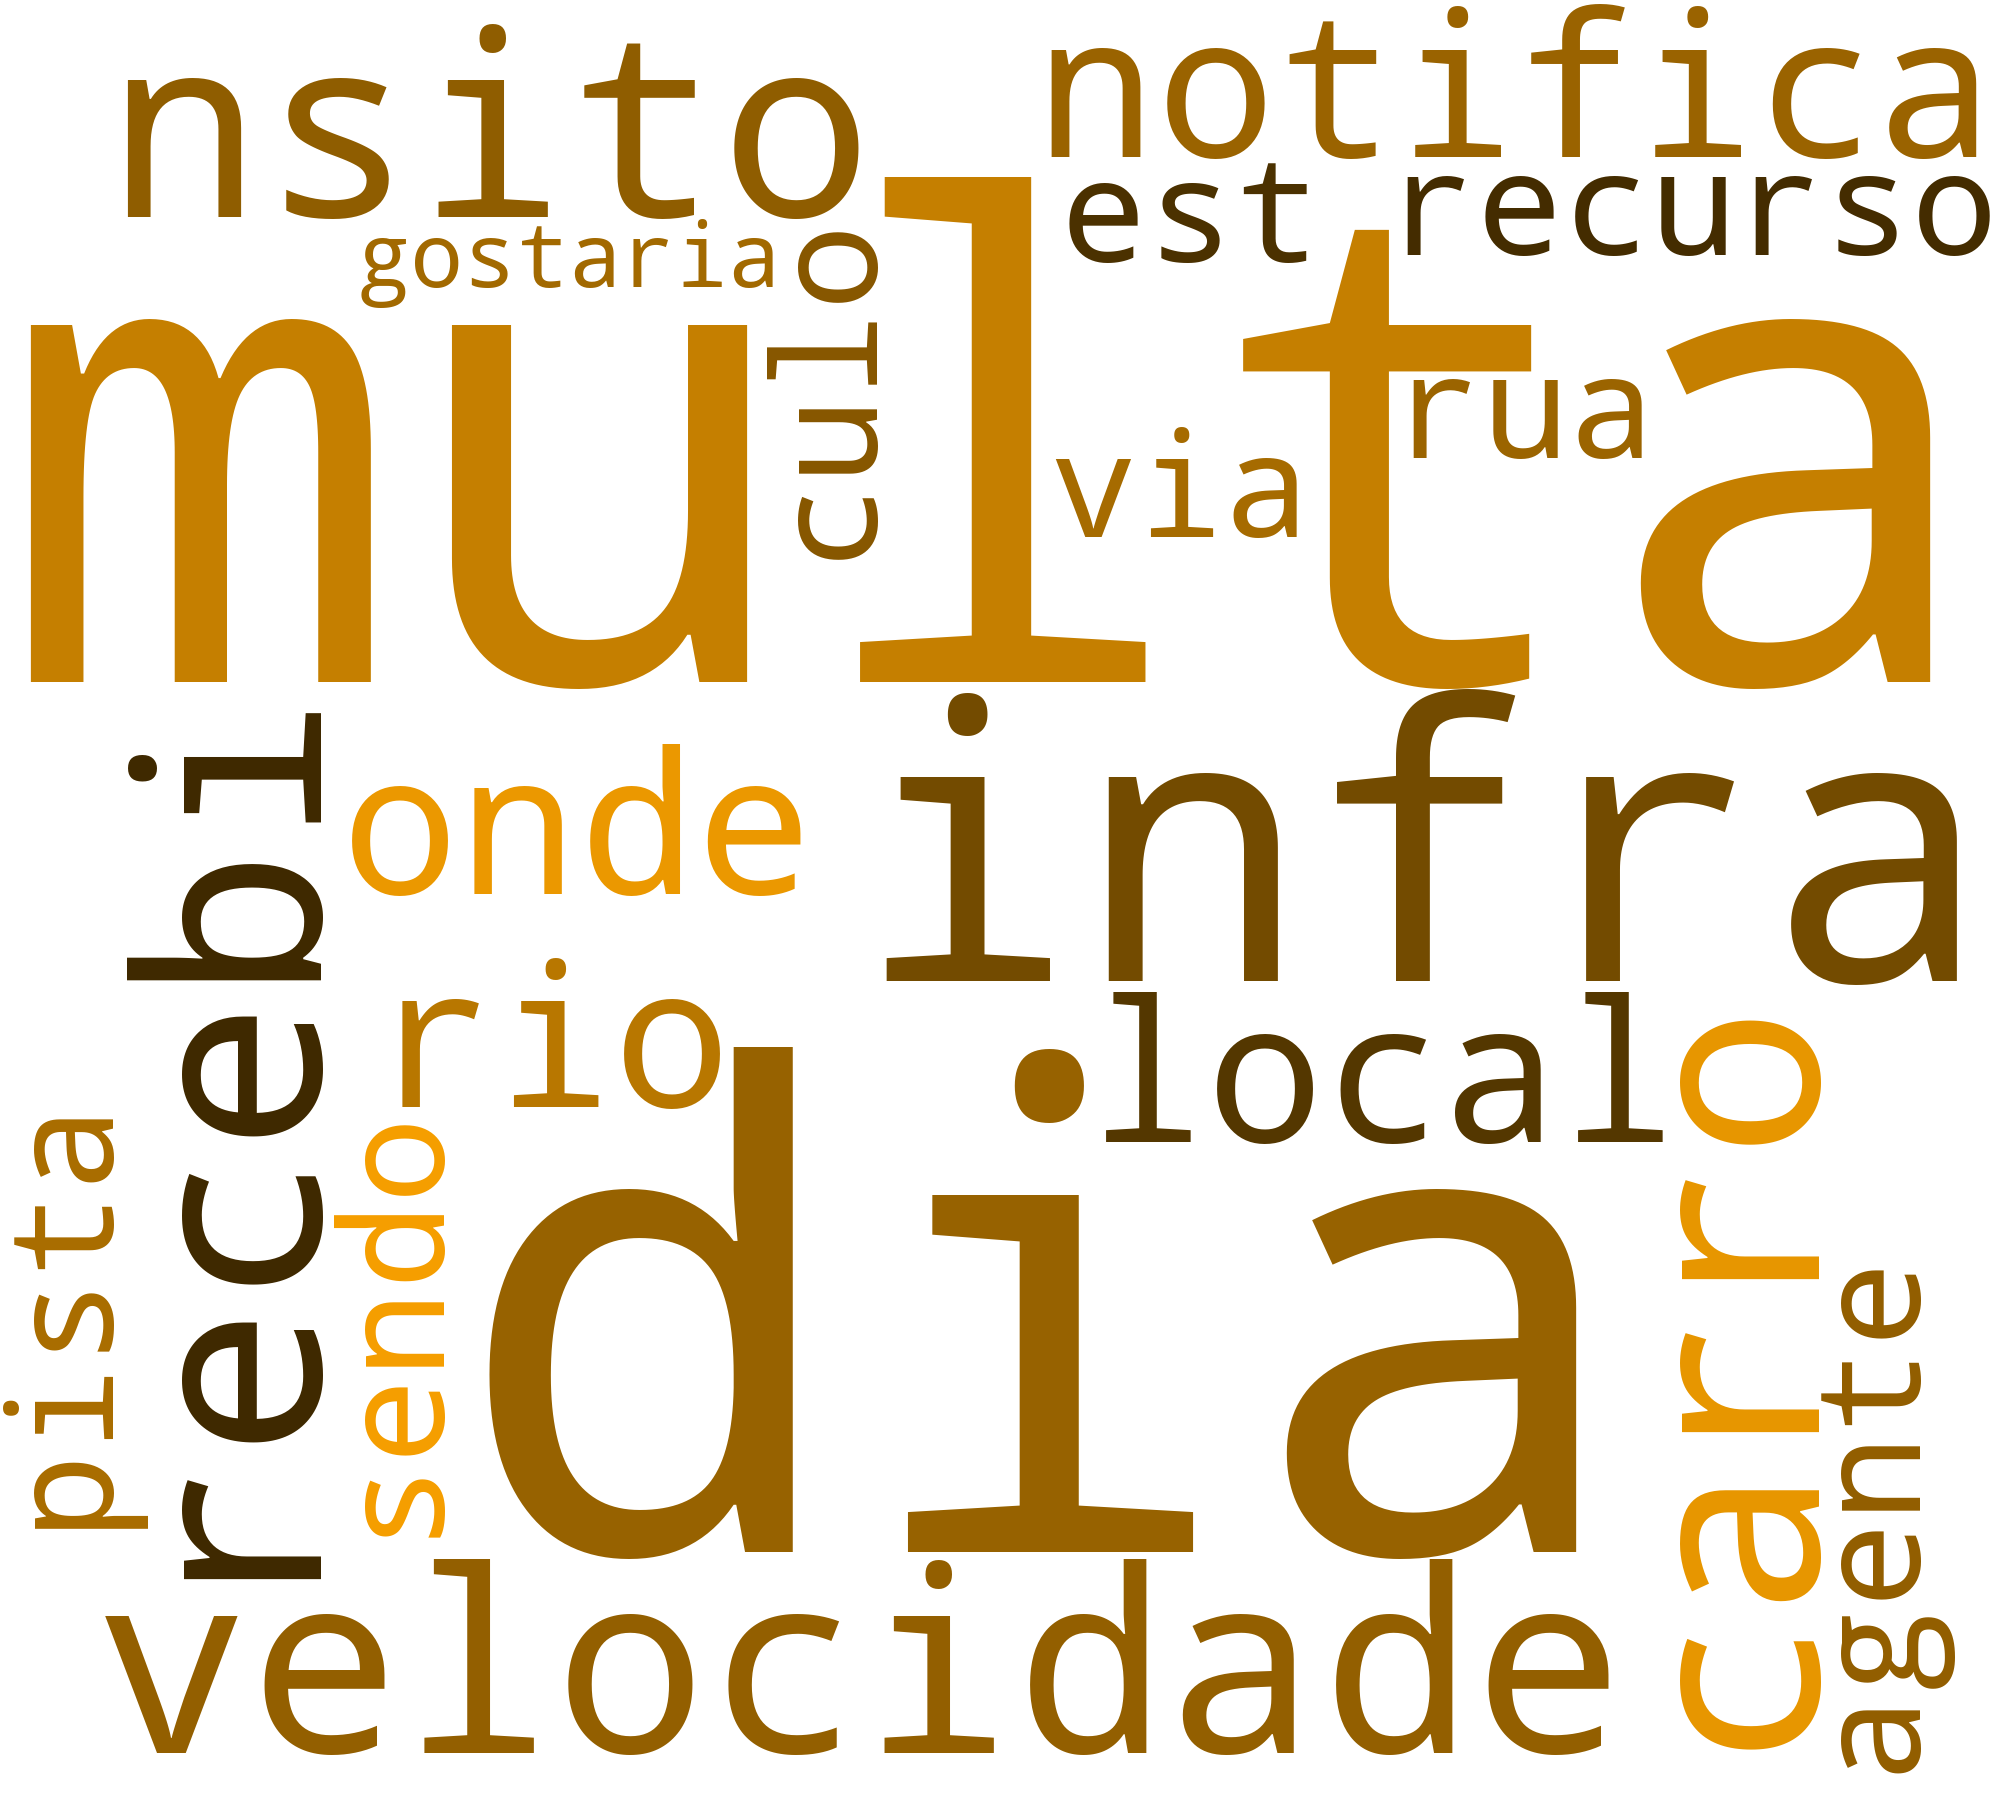 nsito
notifica
est
recurso
gostaria
culo
multa
rua
via
recebi
onde
infra
rio
local
carro
pista
sendo
dia
agente
velocidade